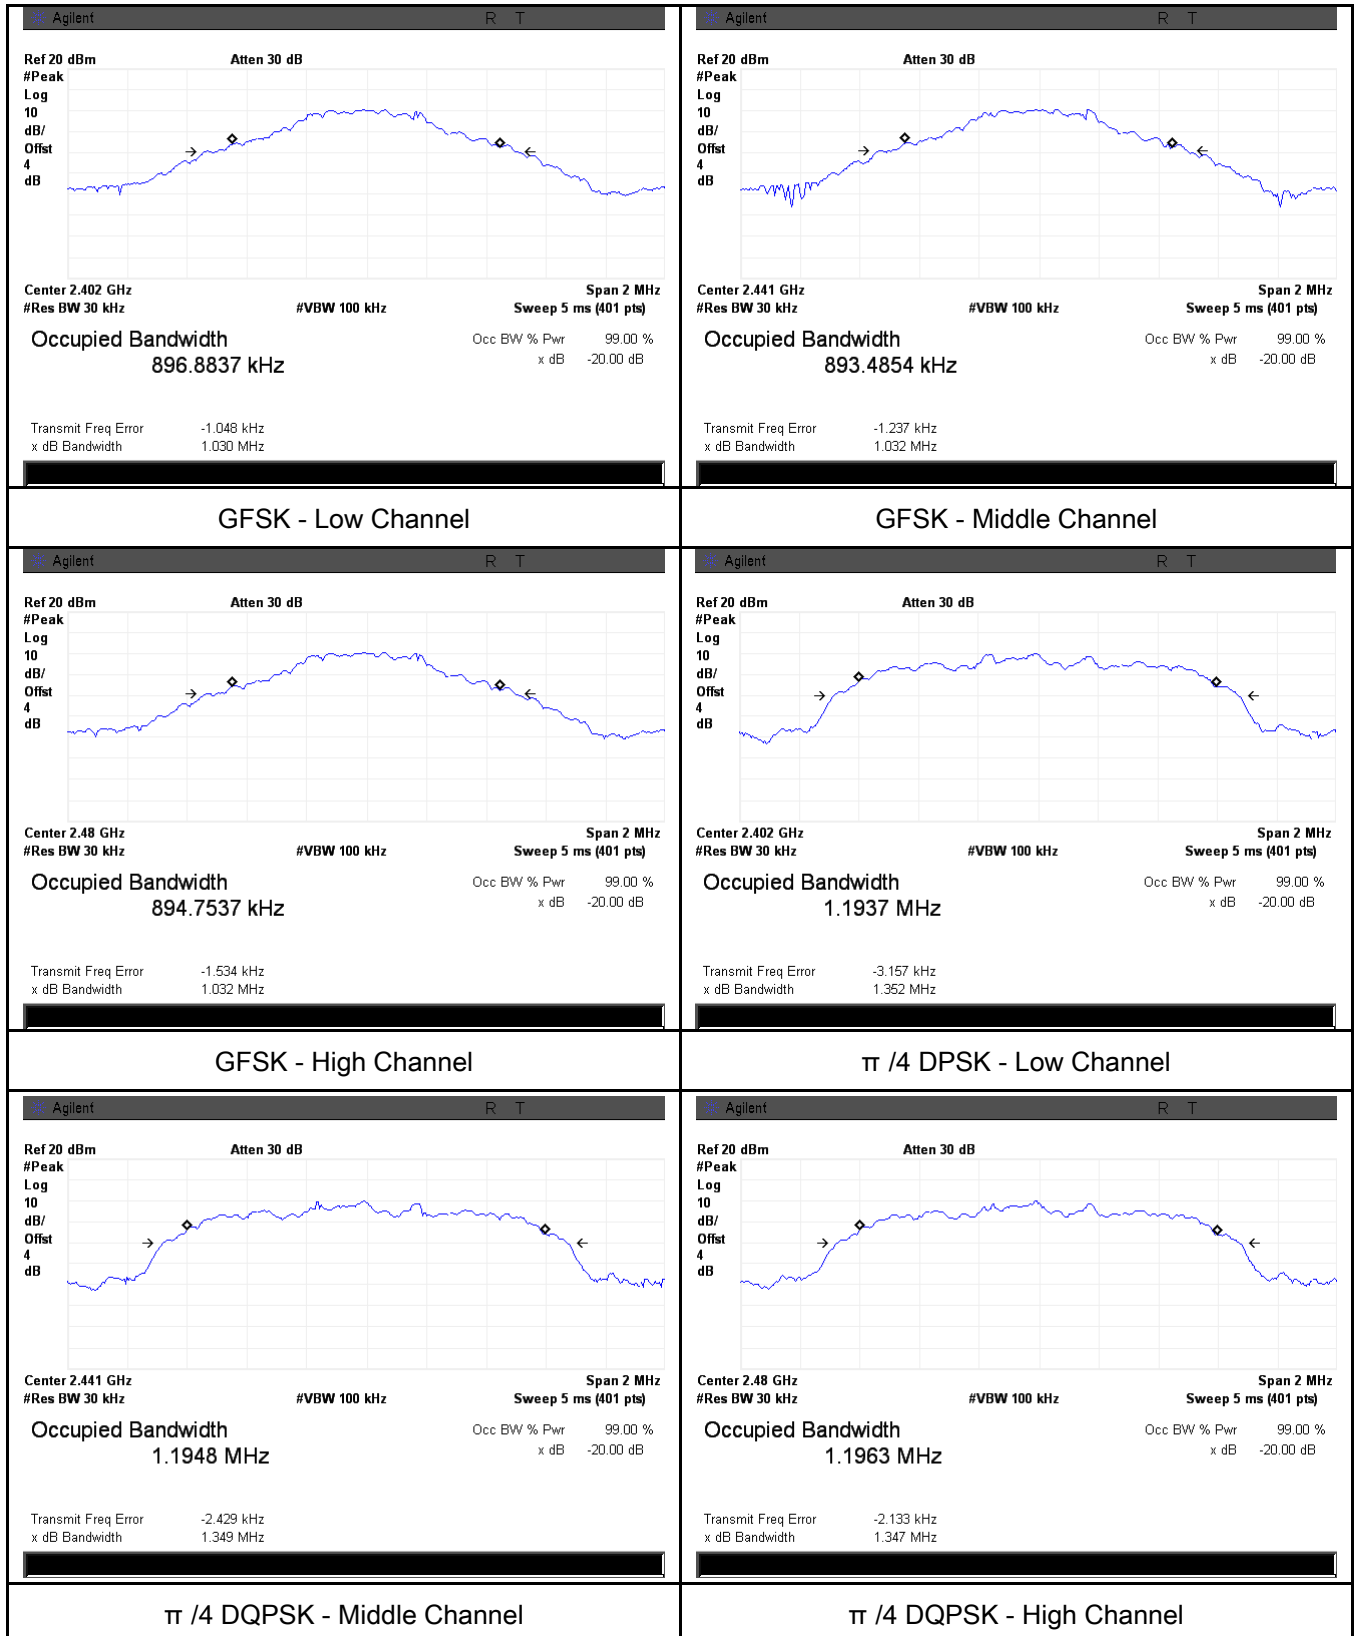 Agilent R T
Ref 20 dBm Atten 30 dB
#Peak
Log
10
dB/
Offst
4
dB
Center 2.402 GHz Span 2 MHz
#Res BW 30 kHz #VBW 100 kHz Sweep 5 ms (401 pts)
Occupied Bandwidth Occ BW % Pwr 99.00 %
896.8837 kHz x dB -20.00 dB
Transmit Freq Error -1.048 kHz
x dB Bandwidth 1.030 MHz
GFSK - Low Channel
Agilent R T
Ref 20 dBm Atten 30 dB
#Peak
Log
10
dB/
Offst
4
dB
Center 2.441 GHz Span 2 MHz
#Res BW 30 kHz #VBW 100 kHz Sweep 5 ms (401 pts)
Occupied Bandwidth Occ BW % Pwr 99.00 %
893.4854 kHz x dB -20.00 dB
Transmit Freq Error -1.237 kHz
x dB Bandwidth 1.032 MHz
GFSK - Middle Channel
Agilent R T
Ref 20 dBm Atten 30 dB
#Peak
Log
10
dB/
Offst
4
dB
Center 2.48 GHz Span 2 MHz
#Res BW 30 kHz #VBW 100 kHz Sweep 5 ms (401 pts)
Occupied Bandwidth Occ BW % Pwr 99.00 %
894.7537 kHz x dB -20.00 dB
Transmit Freq Error -1.534 kHz
x dB Bandwidth 1.032 MHz
GFSK - High Channel
Agilent R T
Ref 20 dBm Atten 30 dB
#Peak
Log
10
dB/
Offst
4
dB
Center 2.402 GHz Span 2 MHz
#Res BW 30 kHz #VBW 100 kHz Sweep 5 ms (401 pts)
Occupied Bandwidth Occ BW % Pwr 99.00 %
1.1937 MHz x dB -20.00 dB
Transmit Freq Error -3.157 kHz
x dB Bandwidth 1.352 MHz
π /4 DPSK - Low Channel
Agilent R T
Ref 20 dBm Atten 30 dB
#Peak
Log
10
dB/
Offst
4
dB
Center 2.441 GHz Span 2 MHz
#Res BW 30 kHz #VBW 100 kHz Sweep 5 ms (401 pts)
Occupied Bandwidth Occ BW % Pwr 99.00 %
1.1948 MHz x dB -20.00 dB
Transmit Freq Error -2.429 kHz
x dB Bandwidth 1.349 MHz
π /4 DQPSK - Middle Channel
Agilent R T
Ref 20 dBm Atten 30 dB
#Peak
Log
10
dB/
Offst
4
dB
Center 2.48 GHz Span 2 MHz
#Res BW 30 kHz #VBW 100 kHz Sweep 5 ms (401 pts)
Occupied Bandwidth Occ BW % Pwr 99.00 %
1.1963 MHz x dB -20.00 dB
Transmit Freq Error -2.133 kHz
x dB Bandwidth 1.347 MHz
π /4 DQPSK - High Channel